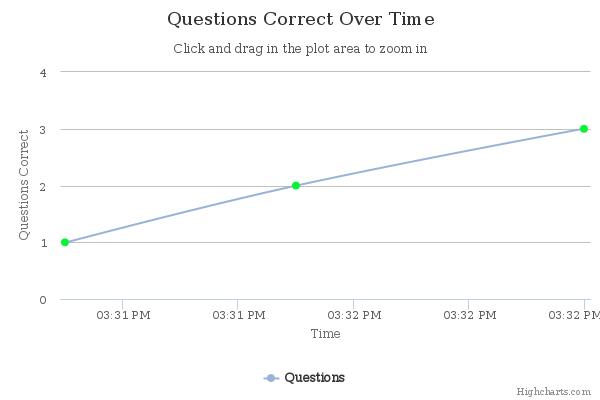 Questions Correct Over Time
Click and drag in the plot area to zoom in
Questions Correct
4
3
2
1
0
03:31 PM 03:31 PM 03:32 PM 03:32 PM 03:32 PM
Time
Questions
Highcharts.com